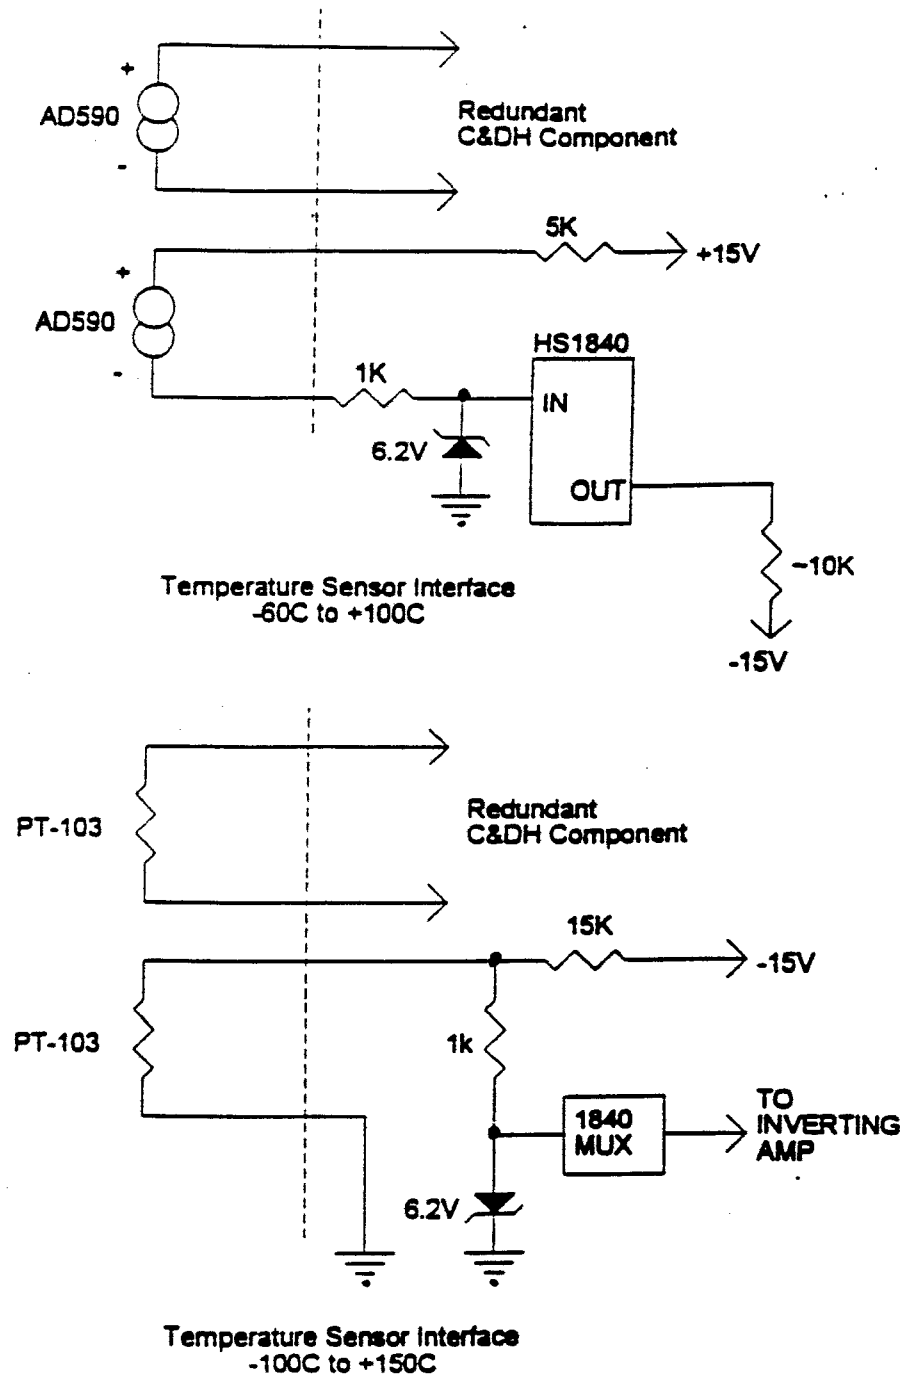 +
AD590
-
Redundant
C&DH Component
5K
+15V
+
AD590
-
HS1840
1K
IN
6.2V
OUT
~10K
-15V
Temperature Sensor Interface
-60C to +100C
PT-103
Redundant
C&DH Component
15K
-15V
PT-103
1k
1840
MUX
TO
INVERTING
AMP
6.2V
Temperature Sensor Interface
-100C to +150C